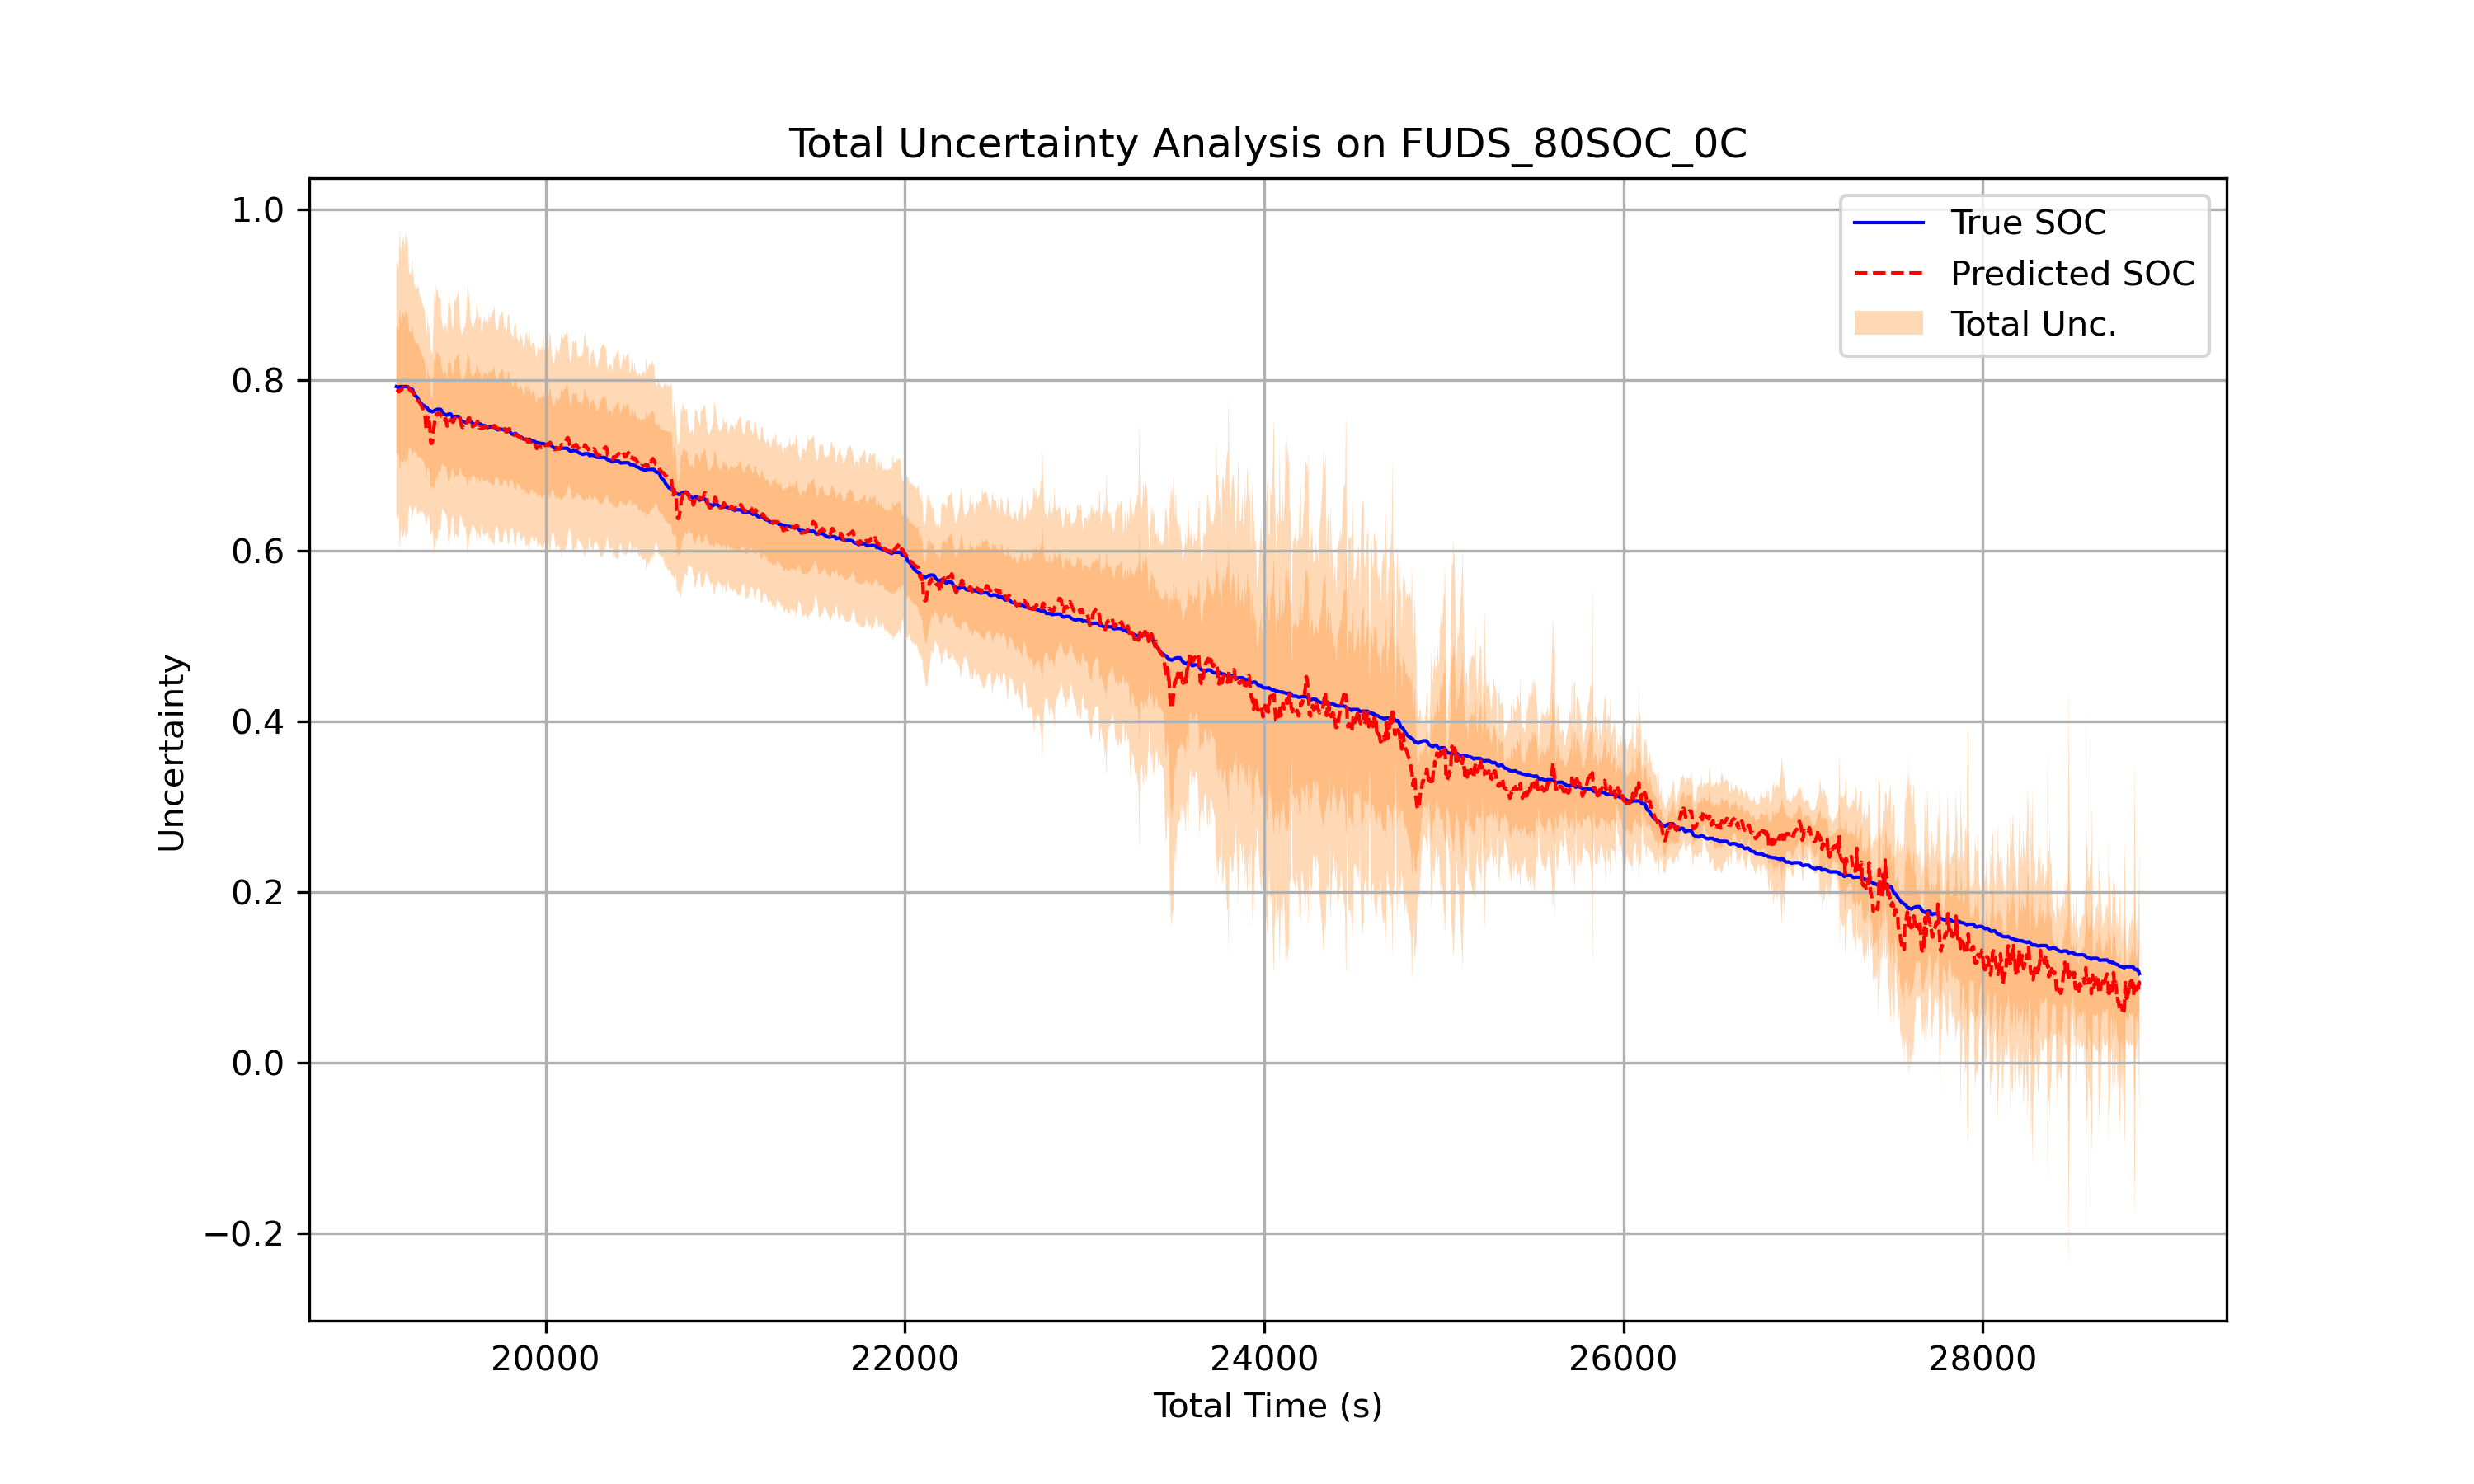 Total Uncertainty Analysis on FUDS_80SOC_0C
True SOC
Predicted SOC
Total Unc.
Uncertainty
1.0
0.8
0.6
0.4
0.2
0.0
−0.2
20000 22000 24000 26000 28000
Total Time (s)